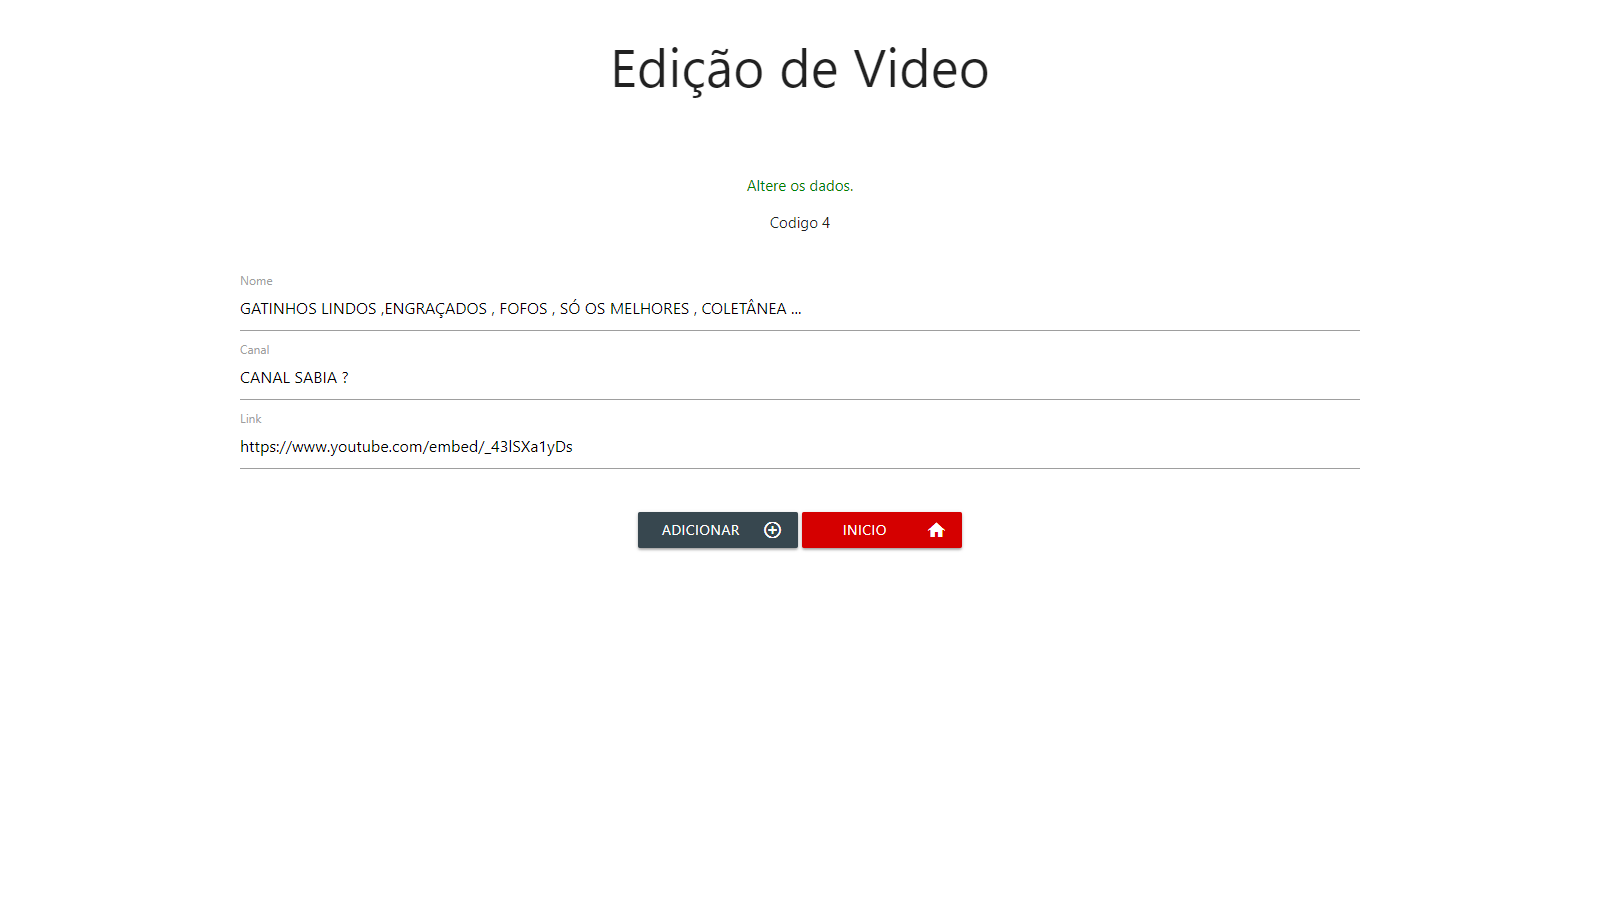 Edição de Video
Altere os dados.
Codigo 4
Nome
GATINHOS LINDOS ,ENGRAÇADOS , FOFOS , SÓ OS MELHORES , COLETÂNEA ...
Canal
CANAL SABIA ?
Link
https://www.youtube.com/embed/_43lSXa1yDs
ADICIONAR
INICIO